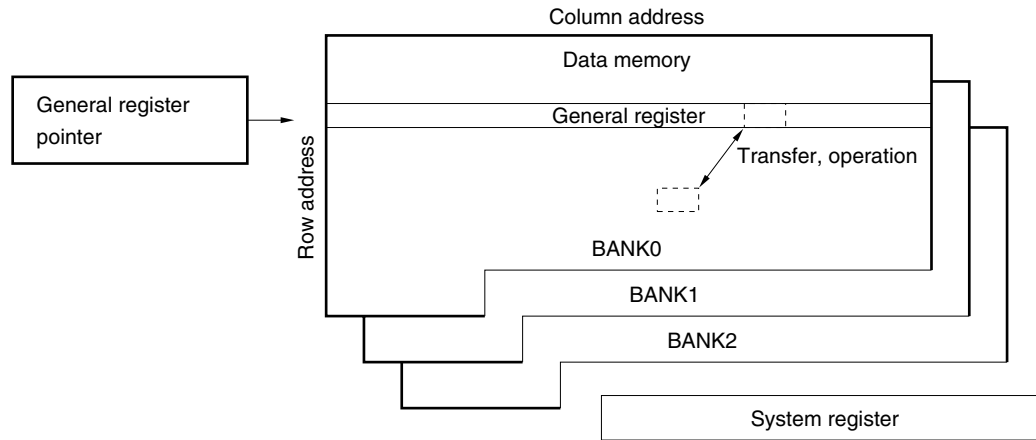 Column address
Data memory
General register
pointer
General register
Transfer, operation
Row address
BANK0
BANK1
BANK2
System register